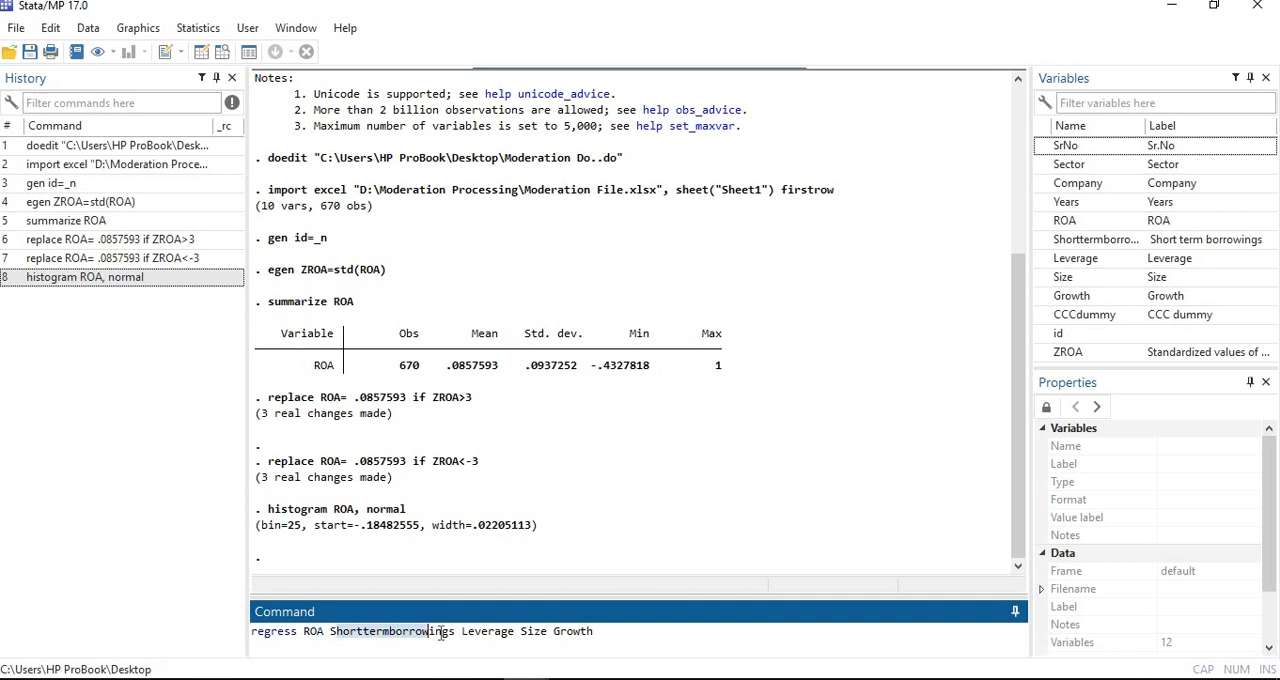 Stata/MP 17.0
File Edit Data Graphics Statistics User Window Help
History
Filter commands here
# Command _rc
1 doedit "C:\Users\HP ProBook\Desk...
2 import excel "D:\Moderation Proce...
3 gen id=_n
4 egen ZROA=std(ROA)
5 summarize ROA
6 replace ROA= .0857593 if ZROA>3
7 replace ROA= .0857593 if ZROA<-3
8 histogram ROA, normal
Notes:
1. Unicode is supported; see help unicode_advice.
2. More than 2 billion observations are allowed; see help obs_advice.
3. Maximum number of variables is set to 5,000; see help set_maxvar.
. doedit "C:\Users\HP ProBook\Desktop\Moderation Do..do"
. import excel "D:\Moderation Processing\Moderation File.xlsx", sheet("Sheet1") firstrow
(10 vars, 670 obs)
. gen id=_n
. egen ZROA=std(ROA)
. summarize ROA
Variable Obs Mean Std. dev. Min Max
ROA 670 .0857593 .0937252 -.4327818 1
. replace ROA= .0857593 if ZROA>3
(3 real changes made)
.
. replace ROA= .0857593 if ZROA<-3
(3 real changes made)
. histogram ROA, normal
(bin=25, start=-.18482555, width=.02205113)
.
Command
regress ROA Shorttermborrowings Leverage Size Growth
Variables
Filter variables here
Name Label
SrNo Sr.No
Sector Sector
Company Company
Years Years
ROA ROA
Shorttermborro... Short term borrowings
Leverage Leverage
Size Size
Growth Growth
CCCdummy CCC dummy
id
ZROA Standardized values of ...
Properties
Variables
Name
Label
Type
Format
Value label
Notes
Data
Frame default
Filename
Label
Notes
Variables 12
C:\Users\HP ProBook\Desktop
CAP NUM INS